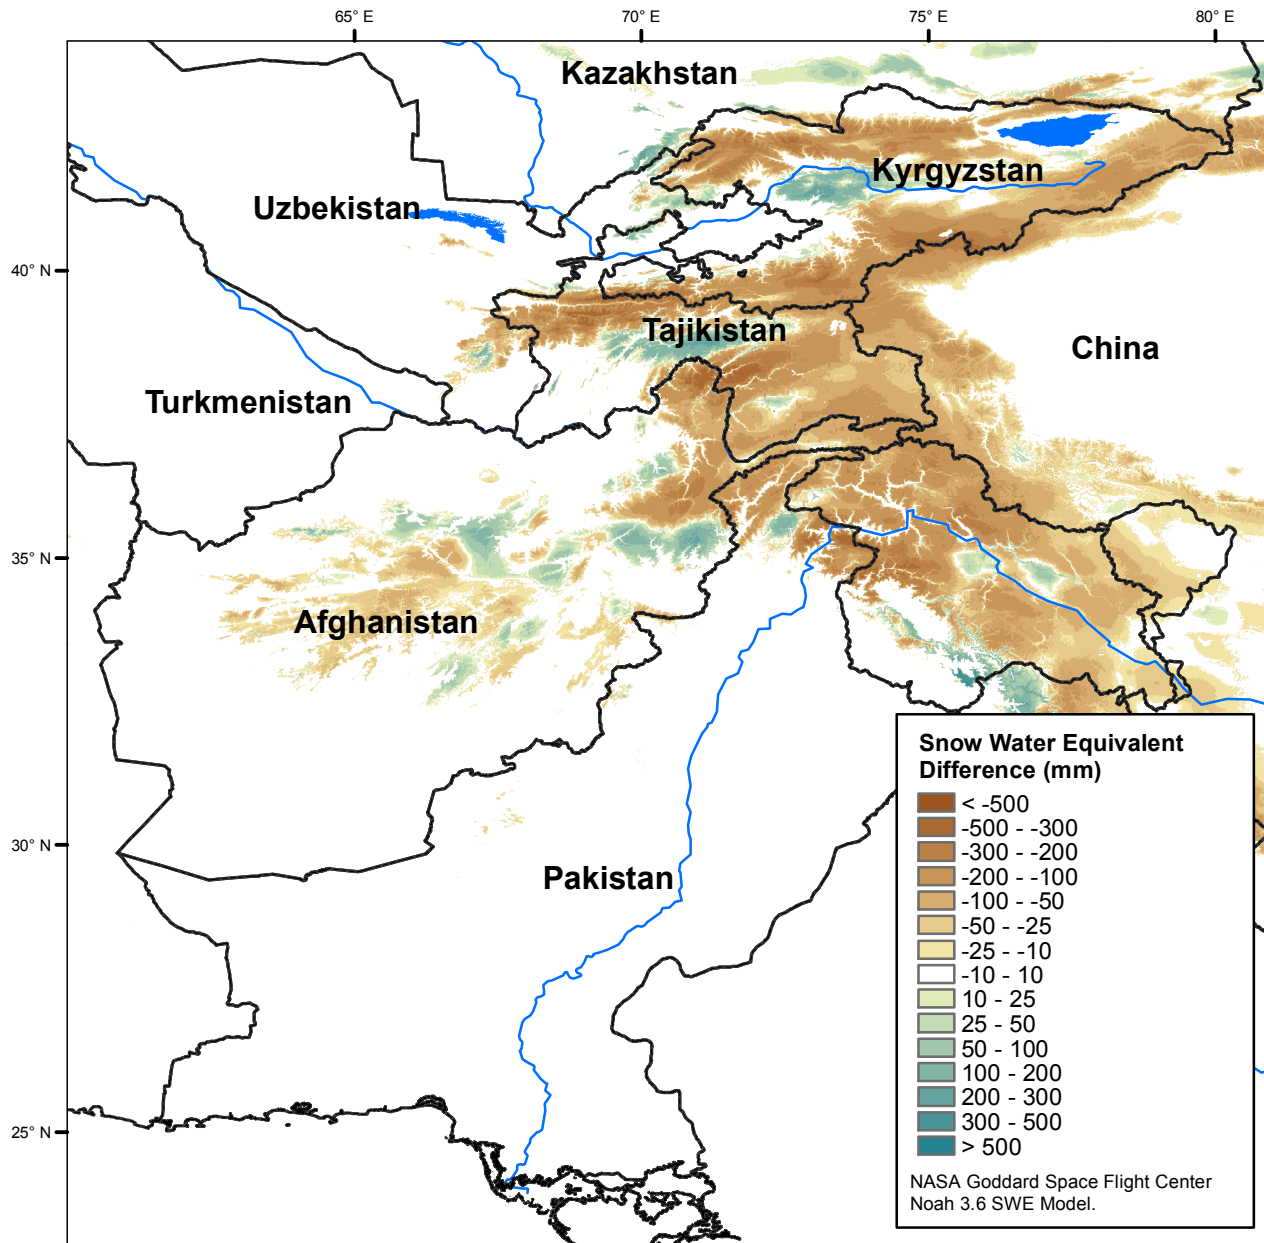 65° E
70° E
75° E
80° E
Kazakhstan
Kyrgyzstan
Uzbekistan
40° N
Tajikistan
China
Turkmenistan
35° N
Afghanistan
Snow Water Equivalent
Difference (mm)
< -500
-500 - -300
-300 - -200
-200 - -100
-100 - -50
-50 - -25
-25 - -10
-10 - 10
10 - 25
25 - 50
50 - 100
100 - 200
200 - 300
300 - 500
> 500
30° N
Pakistan
25° N
NASA Goddard Space Flight Center
Noah 3.6 SWE Model.